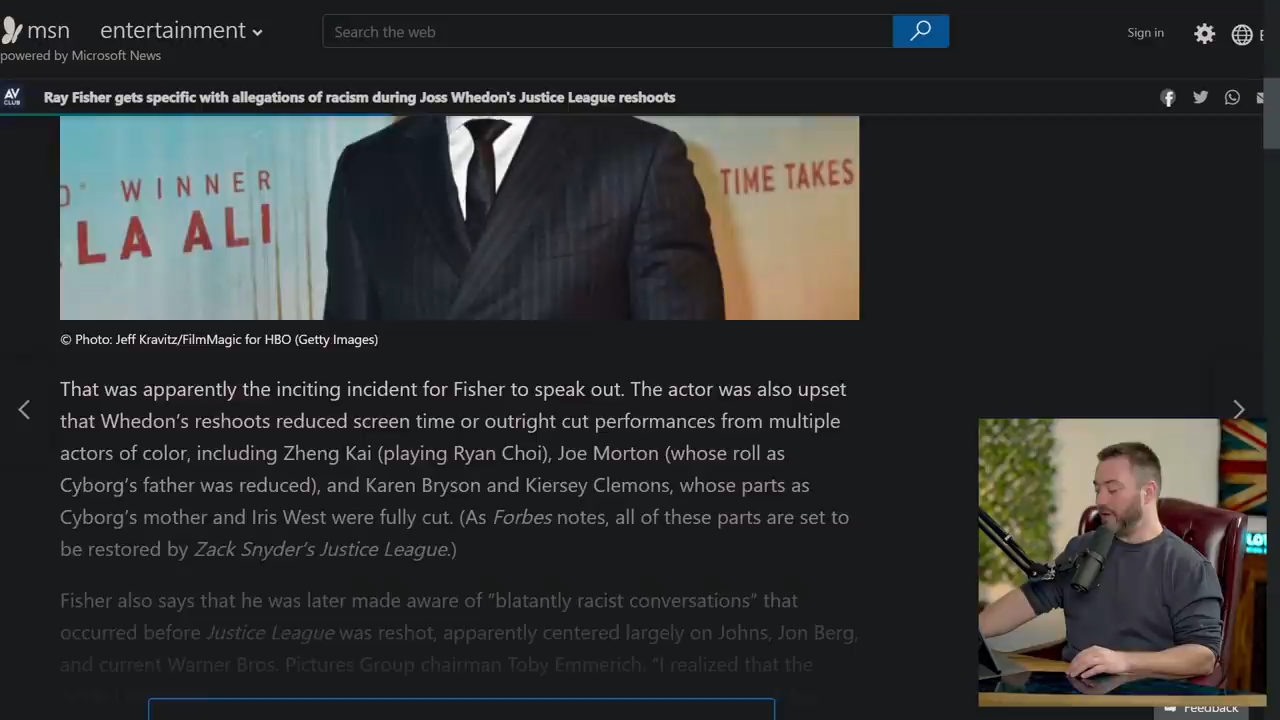 msn
entertainment
Search the web
Sign in
powered by Microsoft News
AV
CLUB
Ray Fisher gets specific with allegations of racism during Joss Whedon's Justice League reshoots
WINNER
LA ALI
TIME TAKES
© Photo: Jeff Kravitz/FilmMagic for HBO (Getty Images)
That was apparently the inciting incident for Fisher to speak out. The actor was also upset
that Whedon's reshoots reduced screen time or outright cut performances from multiple
actors of color, including Zheng Kai (playing Ryan Choi), Joe Morton (whose roll as
Cyborg's father was reduced), and Karen Bryson and Kiersey Clemons, whose parts as
Cyborg's mother and Iris West were fully cut. (As Forbes notes, all of these parts are set to
be restored by Zack Snyder's Justice League.)
Fisher also says that he was later made aware of "blatantly racist conversations" that
occurred before Justice League was reshot, apparently centered largely on Johns, Jon Berg,
and current Warner Bros. Pictures Group chairman Toby Emmerich. "I realized that the
Feedback